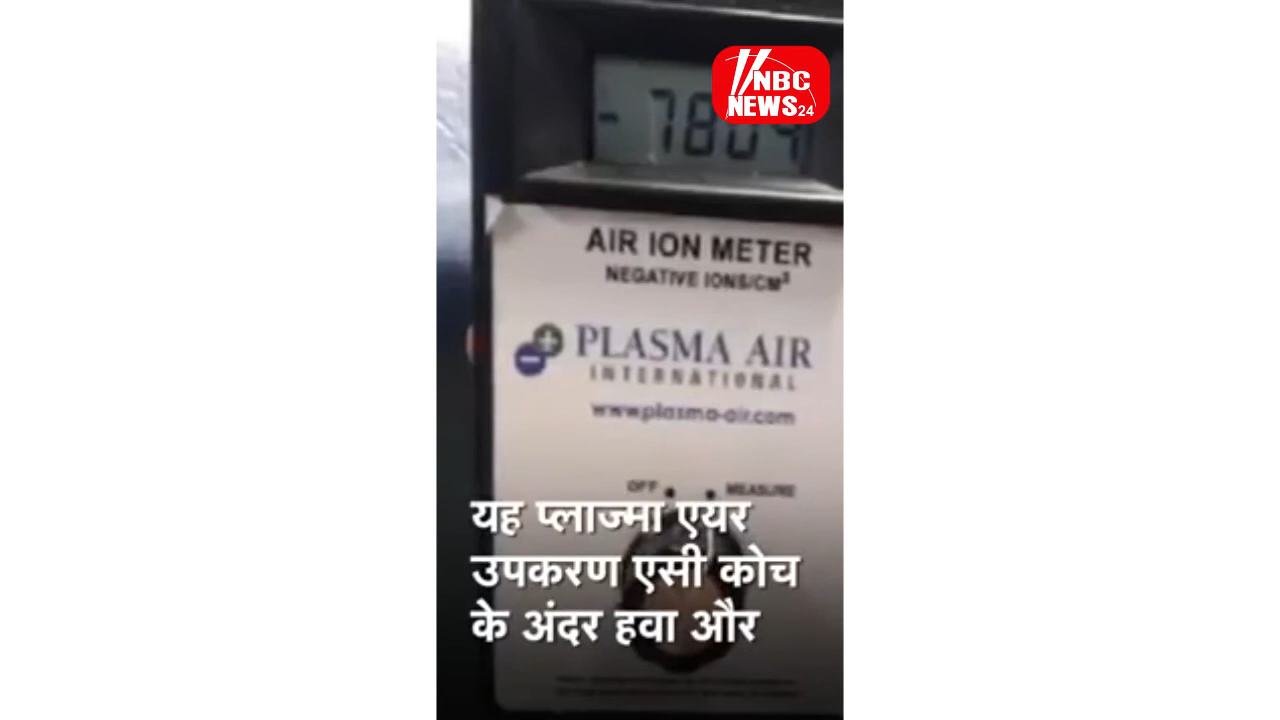 NBC
NEWS24
- 7804
AIR ION METER
NEGATIVE IONS/CM³
PLASMA AIR
INTERNATIONAL
www.plasma-air.com
OFF MEASURE
यह प्लाज्मा एयर
उपकरण एसी कोच
के अंदर हवा और